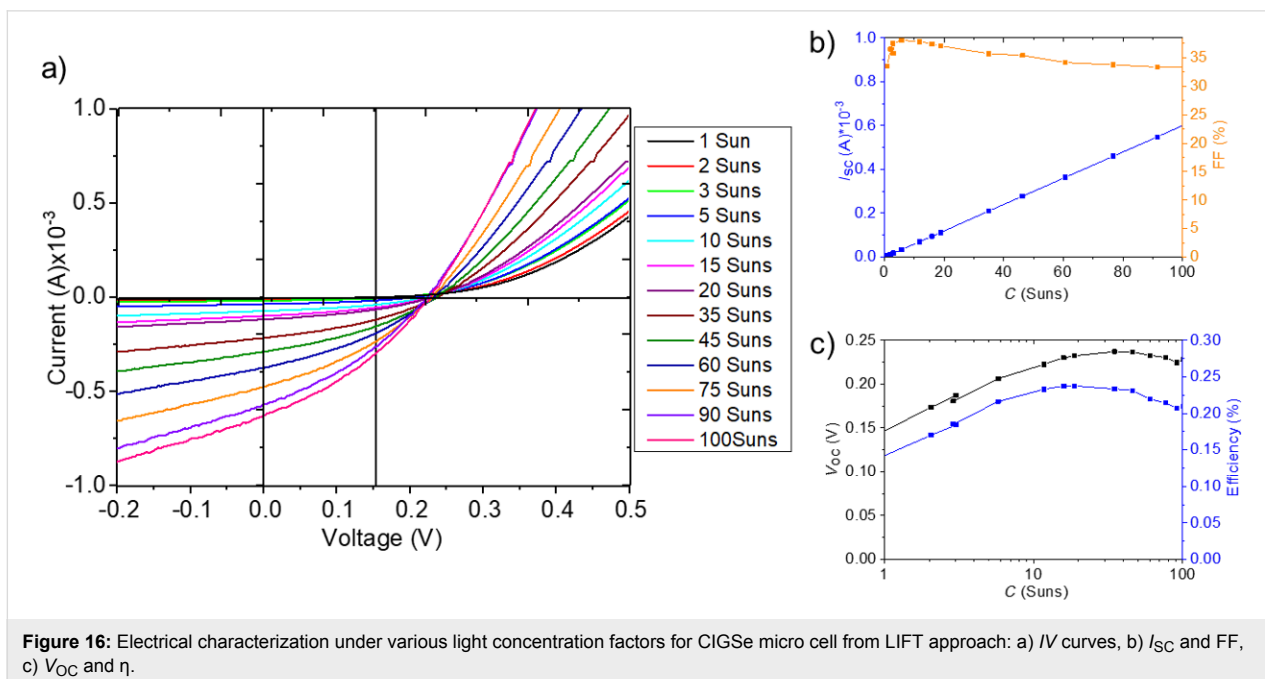 a)
1.0
0.5
0.0
-0.5
-1.0
Current (A)x10⁻³
-0.2 -0.1 0.0 0.1 0.2 0.3 0.4 0.5
Voltage (V)
1 Sun
2 Suns
3 Suns
5 Suns
10 Suns
15 Suns
20 Suns
35 Suns
45 Suns
60 Suns
75 Suns
90 Suns
100Suns
b)
1.0
0.8
0.6
0.4
0.2
0.0
I_SC (A)*10⁻³
35
30
25
20
15
10
5
0
FF (%)
0 20 40 60 80 100
C (Suns)
c)
0.25
0.20
0.15
0.10
0.05
0.00
V_OC (V)
0.30
0.25
0.20
0.15
0.10
0.05
0.00
Efficiency (%)
1 10 100
C (Suns)
Figure 16: Electrical characterization under various light concentration factors for CIGSe micro cell from LIFT approach: a) IV curves, b) I_SC and FF,
c) V_OC and η.